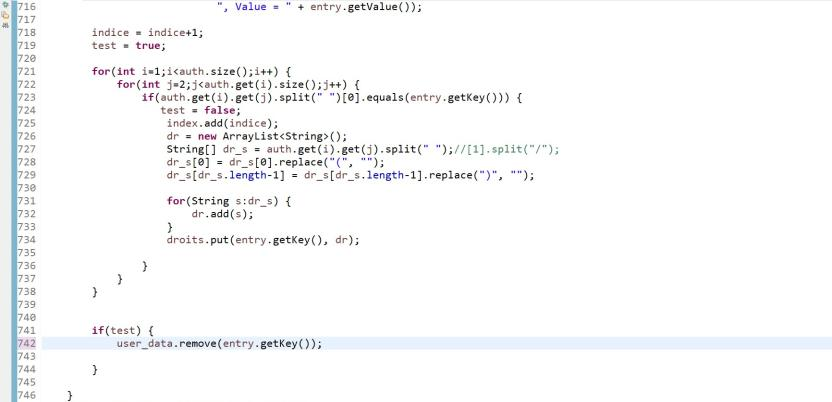 716 ", Value = " + entry.getValue());
717
718 indice = indice+1;
719 test = true;
720
721 for(int i=1;i<auth.size();i++) {
722 for(int j=2;j<auth.get(i).size();j++) {
723 if(auth.get(i).get(j).split(" ")[0].equals(entry.getKey())) {
724 test = false;
725 index.add(indice);
726 dr = new ArrayList<String>();
727 String[] dr_s = auth.get(i).get(j).split(" ");//[1].split("/");
728 dr_s[0] = dr_s[0].replace("(", "");
729 dr_s[dr_s.length-1] = dr_s[dr_s.length-1].replace(")", "");
730
731 for(String s:dr_s) {
732 dr.add(s);
733 }
734 droits.put(entry.getKey(), dr);
735
736 }
737 }
738 }
739
740
741 if(test) {
742 user_data.remove(entry.getKey());
743
744 }
745
746 }